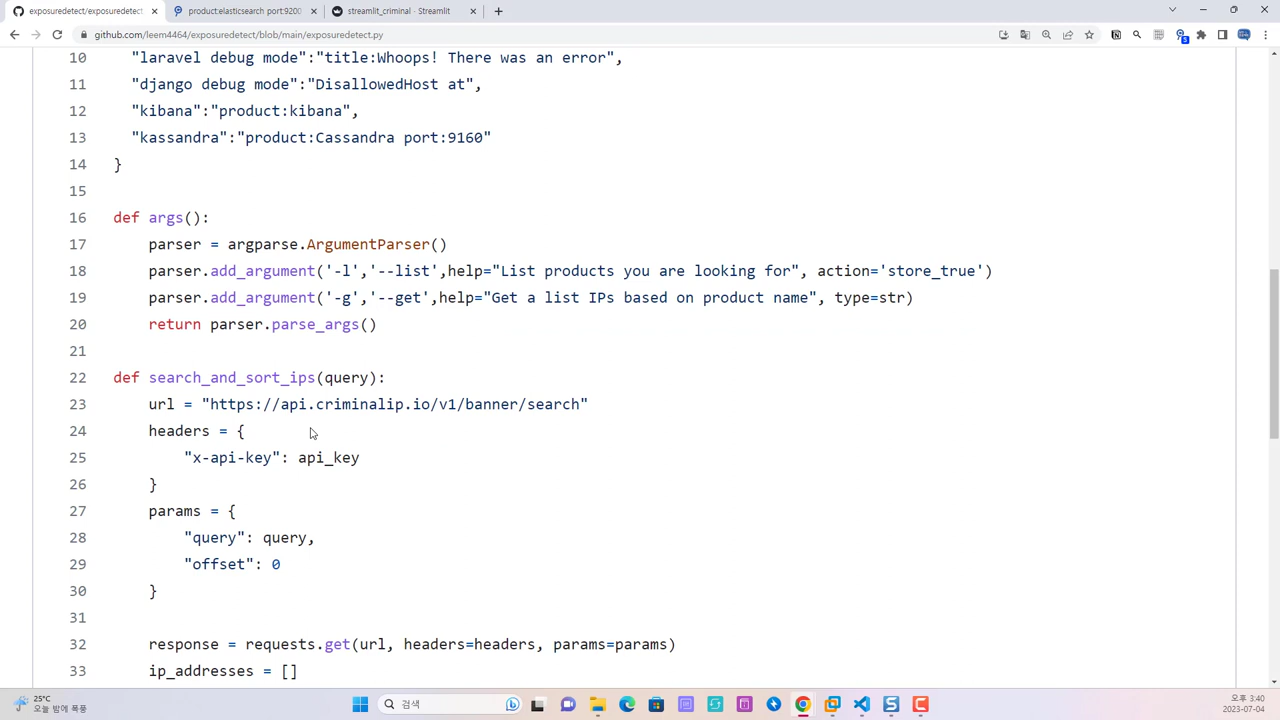 exposuredetect/exposuredetect
product:elasticsearch port:9200
streamlit_criminal - Streamlit
github.com/leem4464/exposuredetect/blob/main/exposuredetect.py
10 "laravel debug mode":"title:Whoops! There was an error",
11 "django debug mode":"DisallowedHost at",
12 "kibana":"product:kibana",
13 "kassandra":"product:Cassandra port:9160"
14 }
15
16 def args():
17 parser = argparse.ArgumentParser()
18 parser.add_argument('-l','--list',help="List products you are looking for", action='store_true')
19 parser.add_argument('-g','--get',help="Get a list IPs based on product name", type=str)
20 return parser.parse_args()
21
22 def search_and_sort_ips(query):
23 url = "https://api.criminalip.io/v1/banner/search"
24 headers = {
25 "x-api-key": api_key
26 }
27 params = {
28 "query": query,
29 "offset": 0
30 }
31
32 response = requests.get(url, headers=headers, params=params)
33 ip_addresses = []
25°C
오늘 밤에 폭풍
검색
오후 3:40
2023-07-04